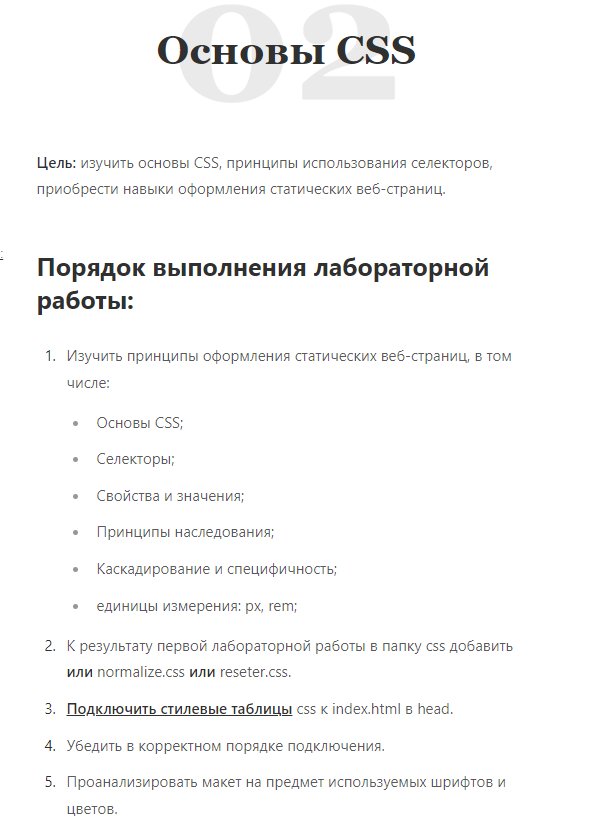 02
Основы CSS
Цель: изучить основы CSS, принципы использования селекторов,
приобрести навыки оформления статических веб-страниц.
:
Порядок выполнения лабораторной
работы:
1. Изучить принципы оформления статических веб-страниц, в том
числе:
• Основы CSS;
• Селекторы;
• Свойства и значения;
• Принципы наследования;
• Каскадирование и специфичность;
• единицы измерения: px, rem;
2. К результату первой лабораторной работы в папку css добавить
или normalize.css или reseter.css.
3. Подключить стилевые таблицы css к index.html в head.
4. Убедить в корректном порядке подключения.
5. Проанализировать макет на предмет используемых шрифтов и
цветов.